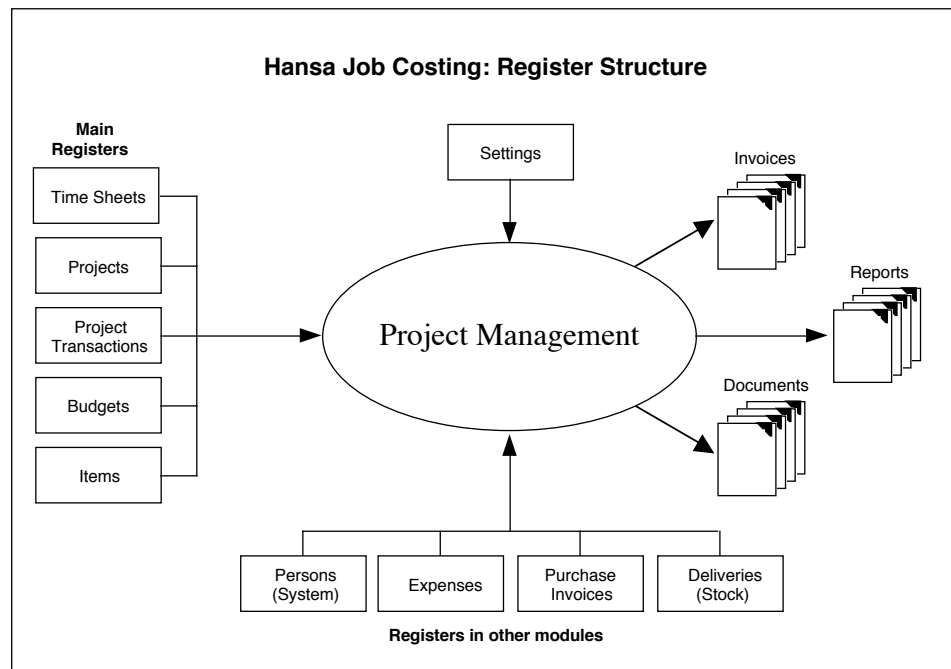 Hansa Job Costing: Register Structure
Main
Registers
Time Sheets
Projects
Project
Transactions
Budgets
Items
Settings
Project Management
Invoices
Reports
Documents
Persons
(System)
Expenses
Purchase
Invoices
Deliveries
(Stock)
Registers in other modules